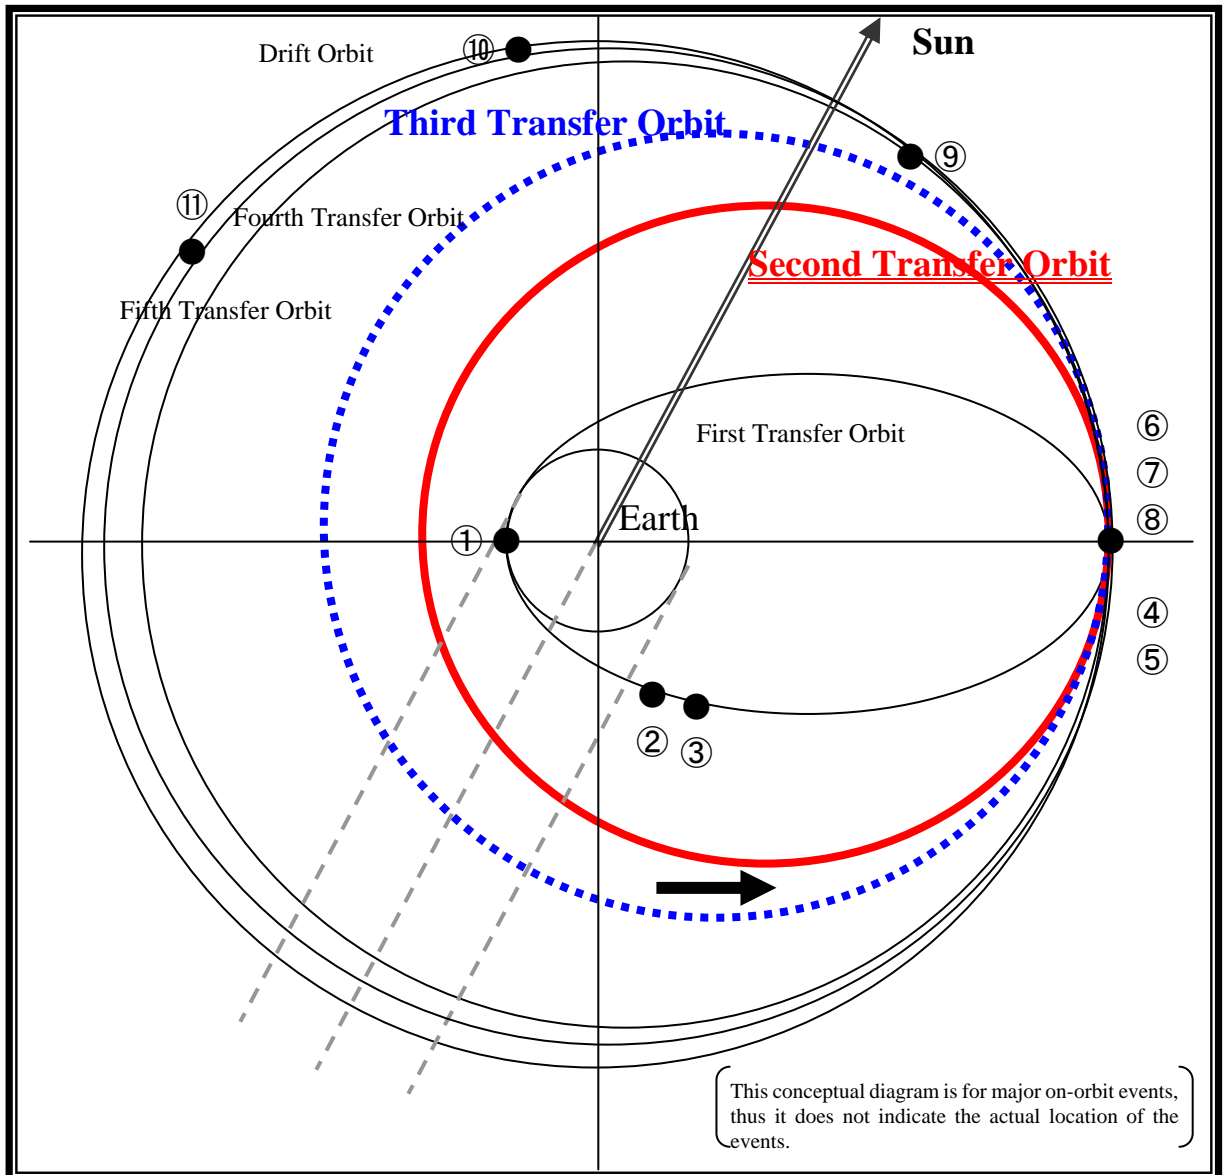 Sun
⑩
Drift Orbit
Third Transfer Orbit
⑨
⑪
Fourth Transfer Orbit
Second Transfer Orbit
Fifth Transfer Orbit
First Transfer Orbit
⑥
⑦
Earth
⑧
①
④
⑤
②
③
This conceptual diagram is for major on-orbit events,
thus it does not indicate the actual location of the
events.